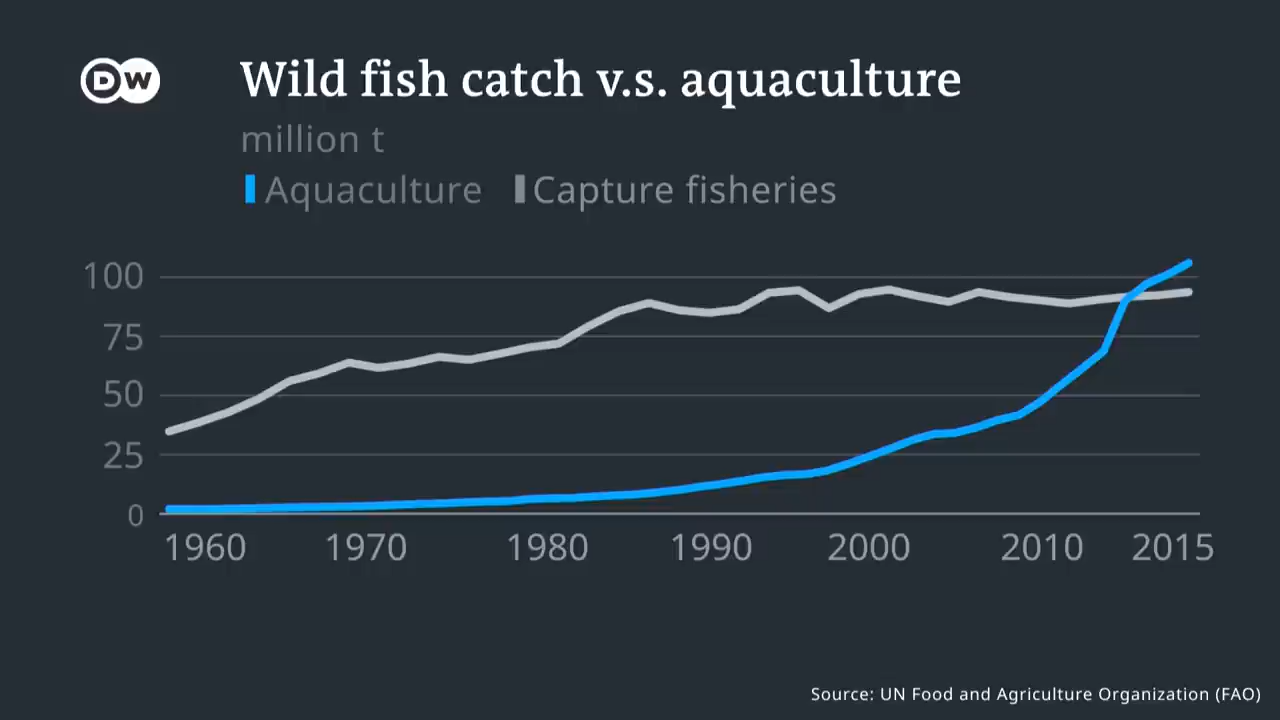 DW
Wild fish catch v.s. aquaculture
million t
Aquaculture Capture fisheries
100
75
50
25
0
1960 1970 1980 1990 2000 2010 2015
Source: UN Food and Agriculture Organization (FAO)